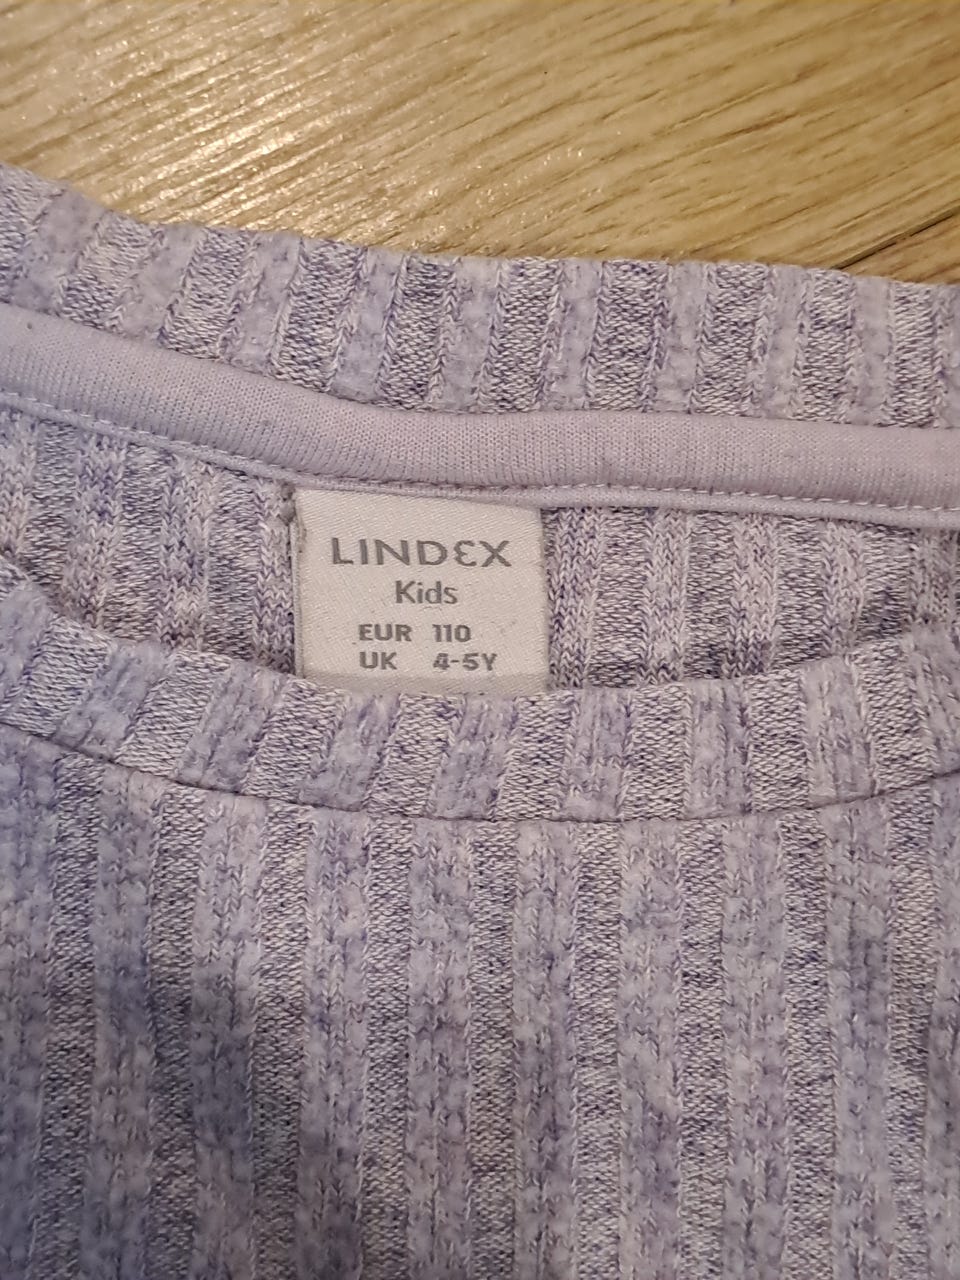 LINDEX
Kids
EUR 110
UK 4-5Y